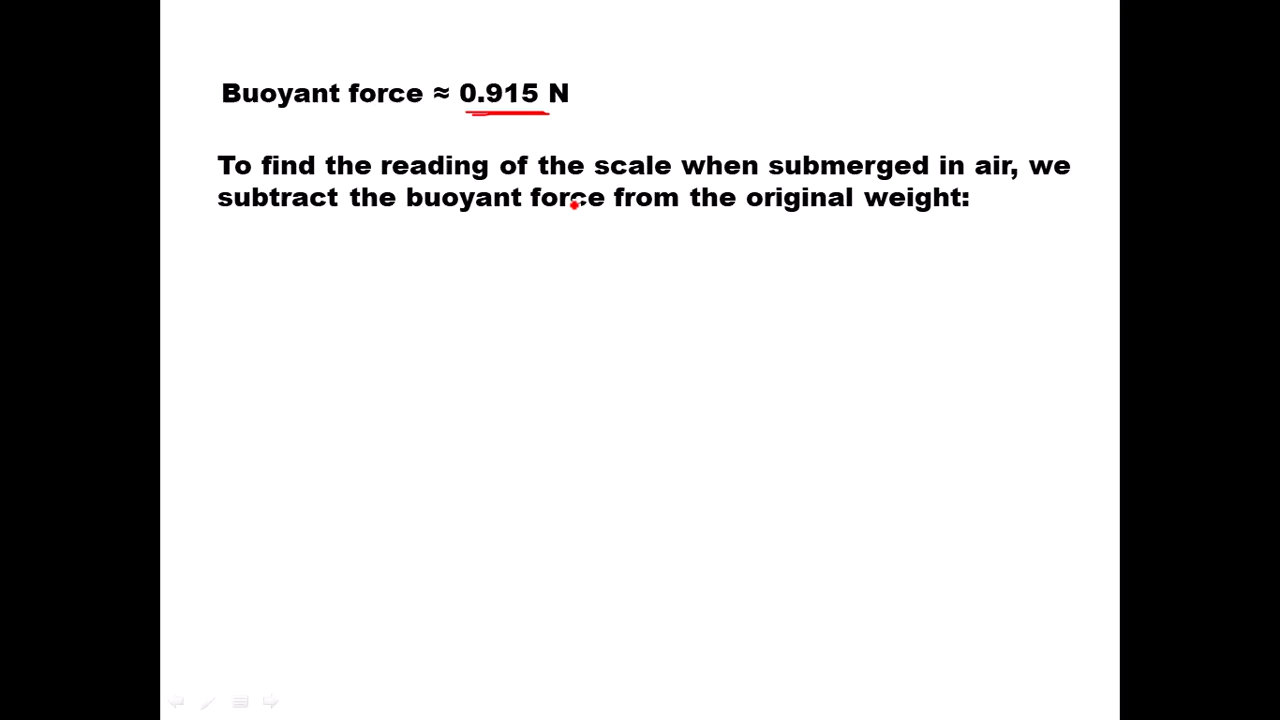 Buoyant force ≈ 0.915 N
To find the reading of the scale when submerged in air, we
subtract the buoyant force from the original weight: